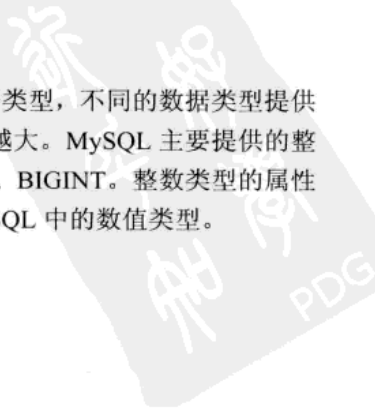 类型，不同的数据类型提供
越大。MySQL 主要提供的整
BIGINT。整数类型的属性
QL 中的数值类型。
PDG